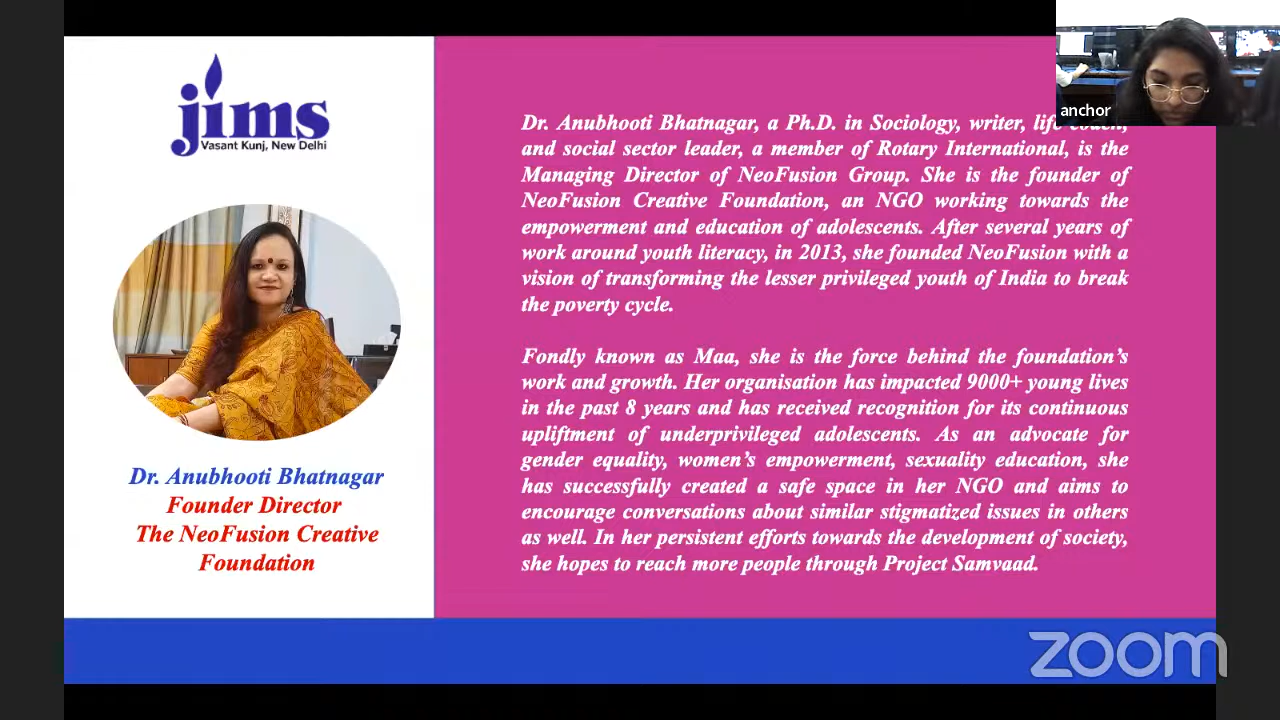 jims
Vasant Kunj, New Delhi
Dr. Anubhooti Bhatnagar
Founder Director
The NeoFusion Creative
Foundation
anchor
Dr. Anubhooti Bhatnagar, a Ph.D. in Sociology, writer, life coach,
and social sector leader, a member of Rotary International, is the
Managing Director of NeoFusion Group. She is the founder of
NeoFusion Creative Foundation, an NGO working towards the
empowerment and education of adolescents. After several years of
work around youth literacy, in 2013, she founded NeoFusion with a
vision of transforming the lesser privileged youth of India to break
the poverty cycle.
Fondly known as Maa, she is the force behind the foundation's
work and growth. Her organisation has impacted 9000+ young lives
in the past 8 years and has received recognition for its continuous
upliftment of underprivileged adolescents. As an advocate for
gender equality, women's empowerment, sexuality education, she
has successfully created a safe space in her NGO and aims to
encourage conversations about similar stigmatized issues in others
as well. In her persistent efforts towards the development of society,
she hopes to reach more people through Project Samvaad.
zoom